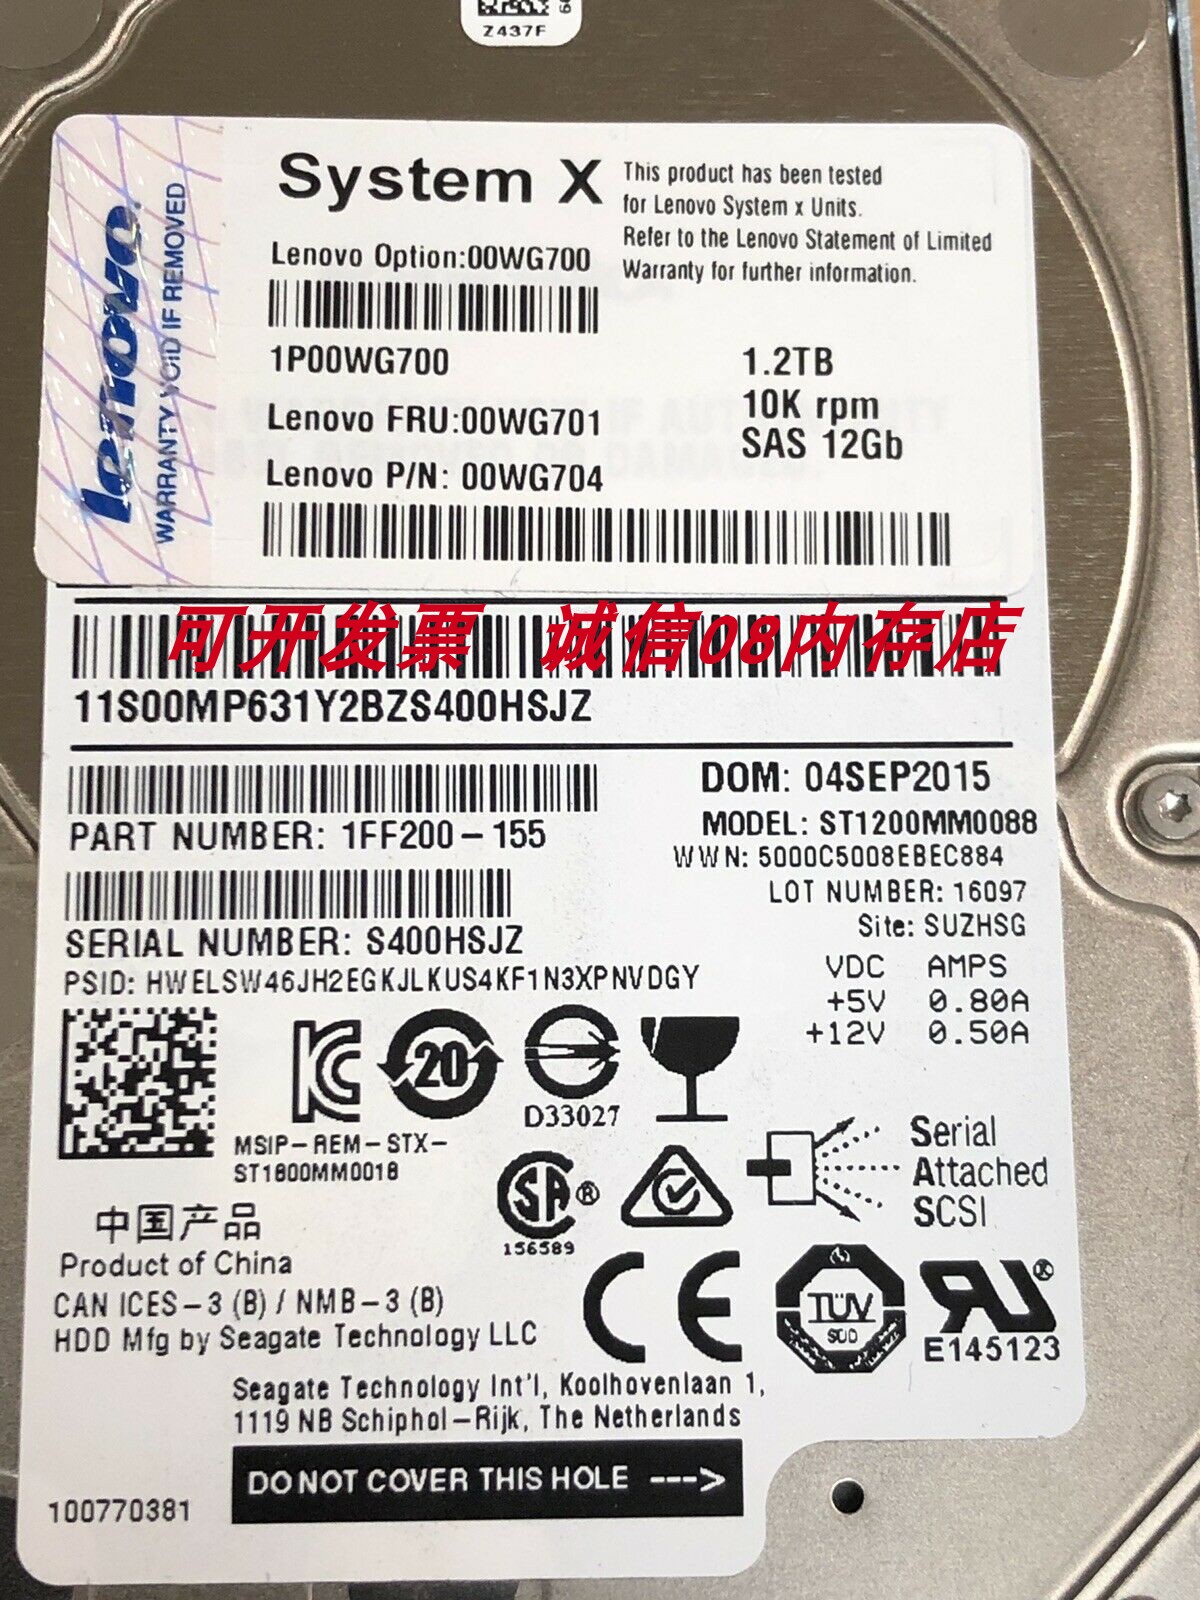 Z437F
lenovo
WARRANTY VOID IF REMOVED
System X
This product has been tested
for Lenovo System x Units.
Refer to the Lenovo Statement of Limited
Warranty for further information.
Lenovo Option:00WG700
1P00WG700
Lenovo FRU:00WG701
Lenovo P/N: 00WG704
1.2TB
10K rpm
SAS 12Gb
可开发票 诚信08内存店
11S00MP631Y2BZS400HSJZ
DOM: 04SEP2015
PART NUMBER: 1FF200-155
MODEL: ST1200MM0088
WWN: 5000C5008EBEC884
LOT NUMBER: 16097
Site: SUZHSG
SERIAL NUMBER: S400HSJZ
PSID: HWELSW46JH2EGKJLKUS4KF1N3XPNVDGY
VDC AMPS
+5V 0.80A
+12V 0.50A
20
D33027
MSIP-REM-STX-
ST1800MM0018
SA ®
156589
Serial
Attached
SCSI
中国产品
Product of China
CAN ICES-3 (B) / NMB-3 (B)
HDD Mfg by Seagate Technology LLC
CE
TÜV
SÜD
UR ®
E145123
Seagate Technology Int'l, Koolhovenlaan 1,
1119 NB Schiphol-Rijk, The Netherlands
DO NOT COVER THIS HOLE --->
100770381